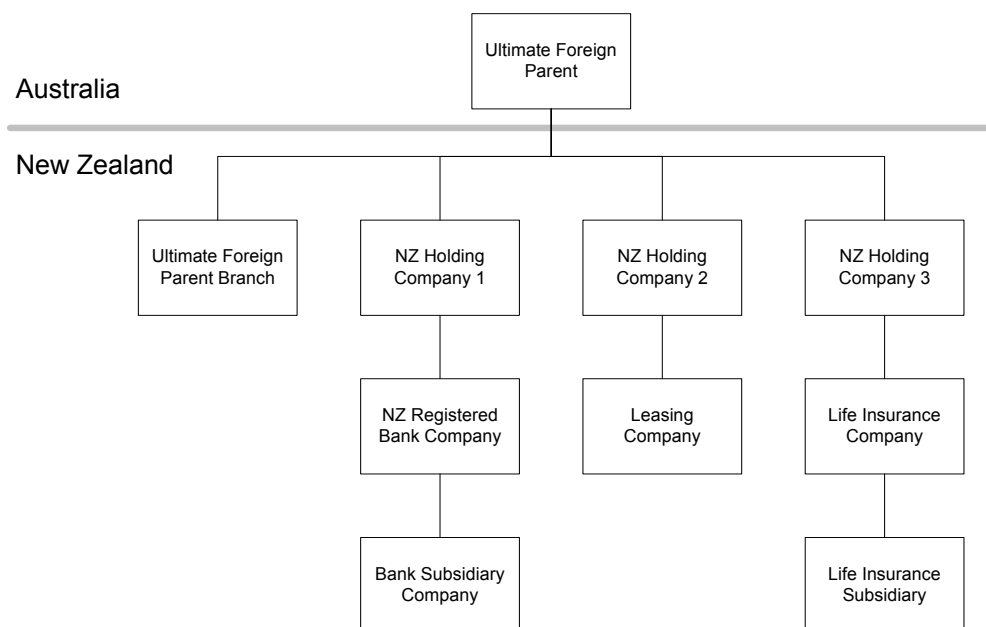 Ultimate Foreign
Parent
Australia
New Zealand
Ultimate Foreign
Parent Branch
NZ Holding
Company 1
NZ Holding
Company 2
NZ Holding
Company 3
NZ Registered
Bank Company
Leasing
Company
Life Insurance
Company
Bank Subsidiary
Company
Life Insurance
Subsidiary